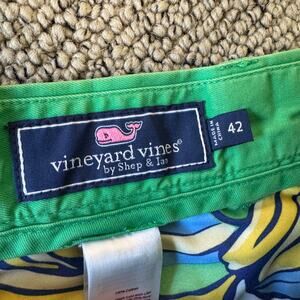 vineyard vines®
by Shep & Ian
MADE IN
CHINA
42